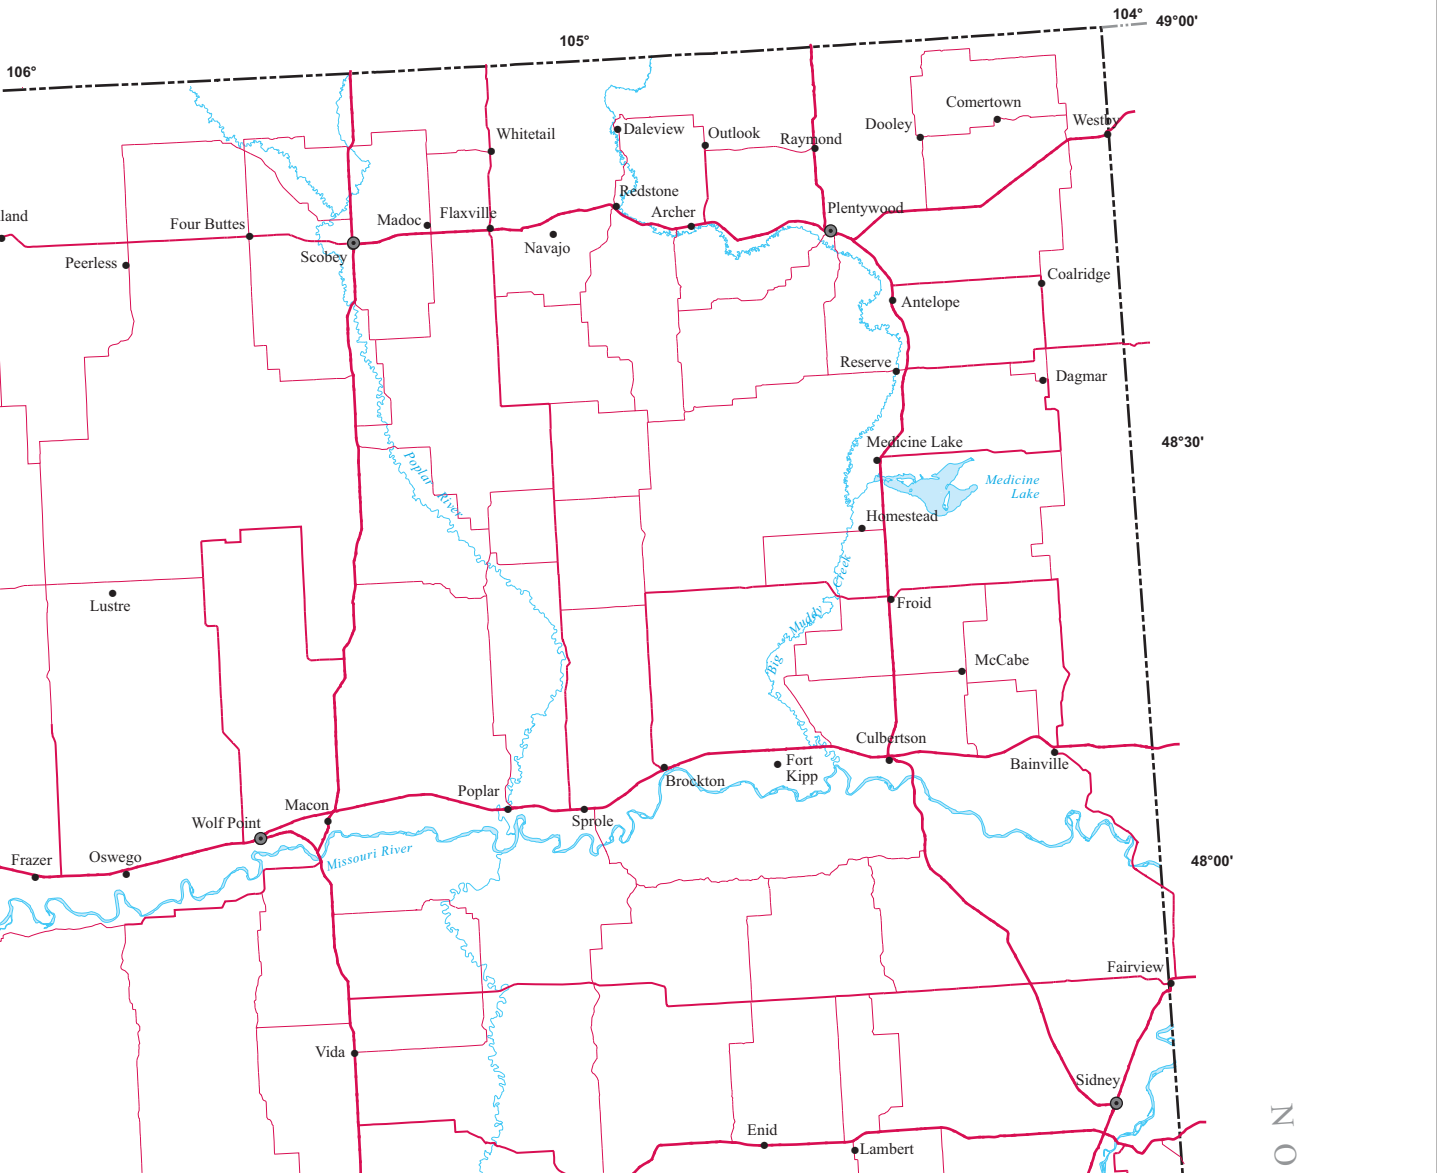 104°
49°00'
105°
106°
Comertown
Daleview
Dooley
Westby
Whitetail
Outlook
Raymond
Redstone
Plentywood
land
Four Buttes
Madoc
Flaxville
Archer
Navajo
Scobey
Peerless
Coalridge
Antelope
Reserve
Dagmar
48°30'
Medicine Lake
Poplar River
Medicine
Lake
Homestead
Creek
Lustre
Froid
Muddy
Big
McCabe
Culbertson
Fort
Kipp
Bainville
Brockton
Poplar
Macon
Sprole
Wolf Point
Missouri River
Frazer
Oswego
48°00'
Fairview
Vida
Sidney
N O
Enid
Lambert